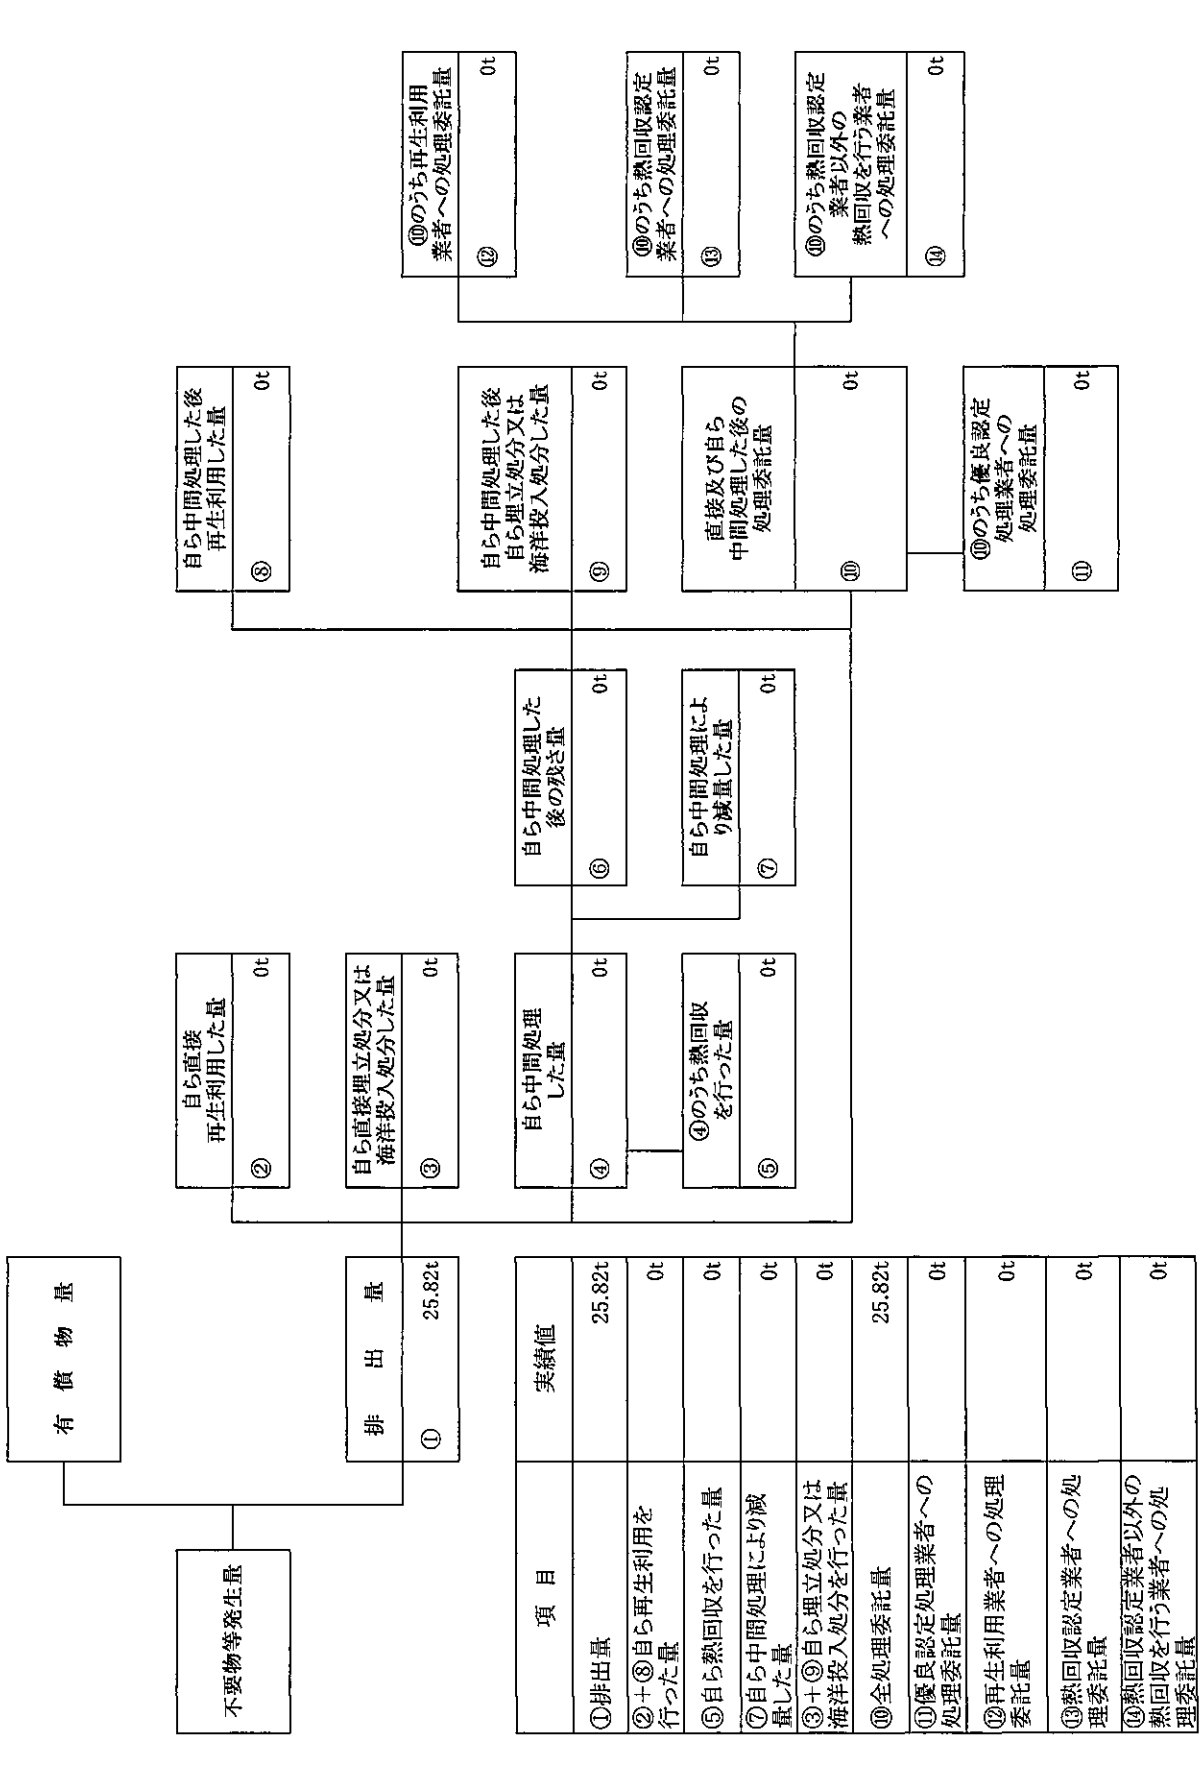 有 償 物 量
不要物等発生量
排 出 量
① 25.82t
自ら直接
再生利用した量
② 0t
自ら直接埋立処分又は
海洋投入処分した量
③ 0t
自ら中間処理
した量
④ 0t
④のうち熱回収
を行った量
⑤ 0t
自ら中間処理した
後の残さ量
⑥ 0t
自ら中間処理によ
り減量した量
⑦ 0t
自ら中間処理した後
再生利用した量
⑧ 0t
自ら中間処理した後
自ら埋立処分又は
海洋投入処分した量
⑨ 0t
直接及び自ら
中間処理した後の
処理委託量
⑩ 0t
⑩のうち優良認定
処理業者への
処理委託量
⑪ 0t
⑩のうち再生利用
業者への処理委託量
⑫ 0t
⑩のうち熱回収認定
業者への処理委託量
⑬ 0t
⑩のうち熱回収認定
業者以外の
熱回収を行う業者
への処理委託量
⑭ 0t
項 目 実績値
①排出量 25.82t
②+⑧自ら再生利用を
行った量 0t
⑤自ら熱回収を行った量 0t
⑦自ら中間処理により減
量した量 0t
③+⑨自ら埋立処分又は
海洋投入処分を行った量 0t
⑩全処理委託量 25.82t
⑪優良認定処理業者への
処理委託量 0t
⑫再生利用業者への処理
委託量 0t
⑬熱回収認定業者への処
理委託量 0t
⑭熱回収認定業者以外の
熱回収を行う業者への処
理委託量 0t